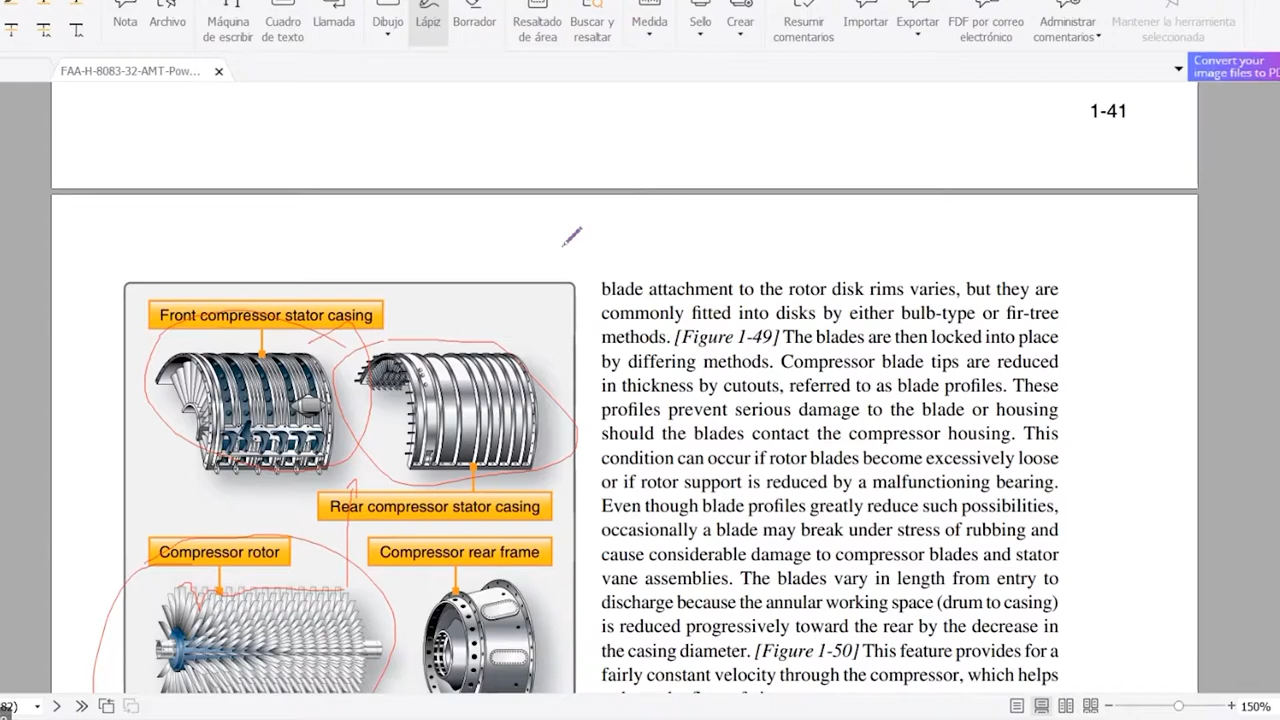 Nota
Archivo
Máquina
de escribir
Cuadro
de texto
Llamada
Dibujo
Lápiz
Borrador
Resaltado
de área
Buscar y
resaltar
Medida
Sello
Crear
Resumir
comentarios
Importar
Exportar
FDF por correo
electrónico
Administrar
comentarios
Mantener la herramienta
seleccionada
FAA-H-8083-32-AMT-Pow...
Convert your
image files to PD
1-41
Front compressor stator casing
Rear compressor stator casing
Compressor rotor
Compressor rear frame
blade attachment to the rotor disk rims varies, but they are
commonly fitted into disks by either bulb-type or fir-tree
methods. [Figure 1-49] The blades are then locked into place
by differing methods. Compressor blade tips are reduced
in thickness by cutouts, referred to as blade profiles. These
profiles prevent serious damage to the blade or housing
should the blades contact the compressor housing. This
condition can occur if rotor blades become excessively loose
or if rotor support is reduced by a malfunctioning bearing.
Even though blade profiles greatly reduce such possibilities,
occasionally a blade may break under stress of rubbing and
cause considerable damage to compressor blades and stator
vane assemblies. The blades vary in length from entry to
discharge because the annular working space (drum to casing)
is reduced progressively toward the rear by the decrease in
the casing diameter. [Figure 1-50] This feature provides for a
fairly constant velocity through the compressor, which helps
82)
150%